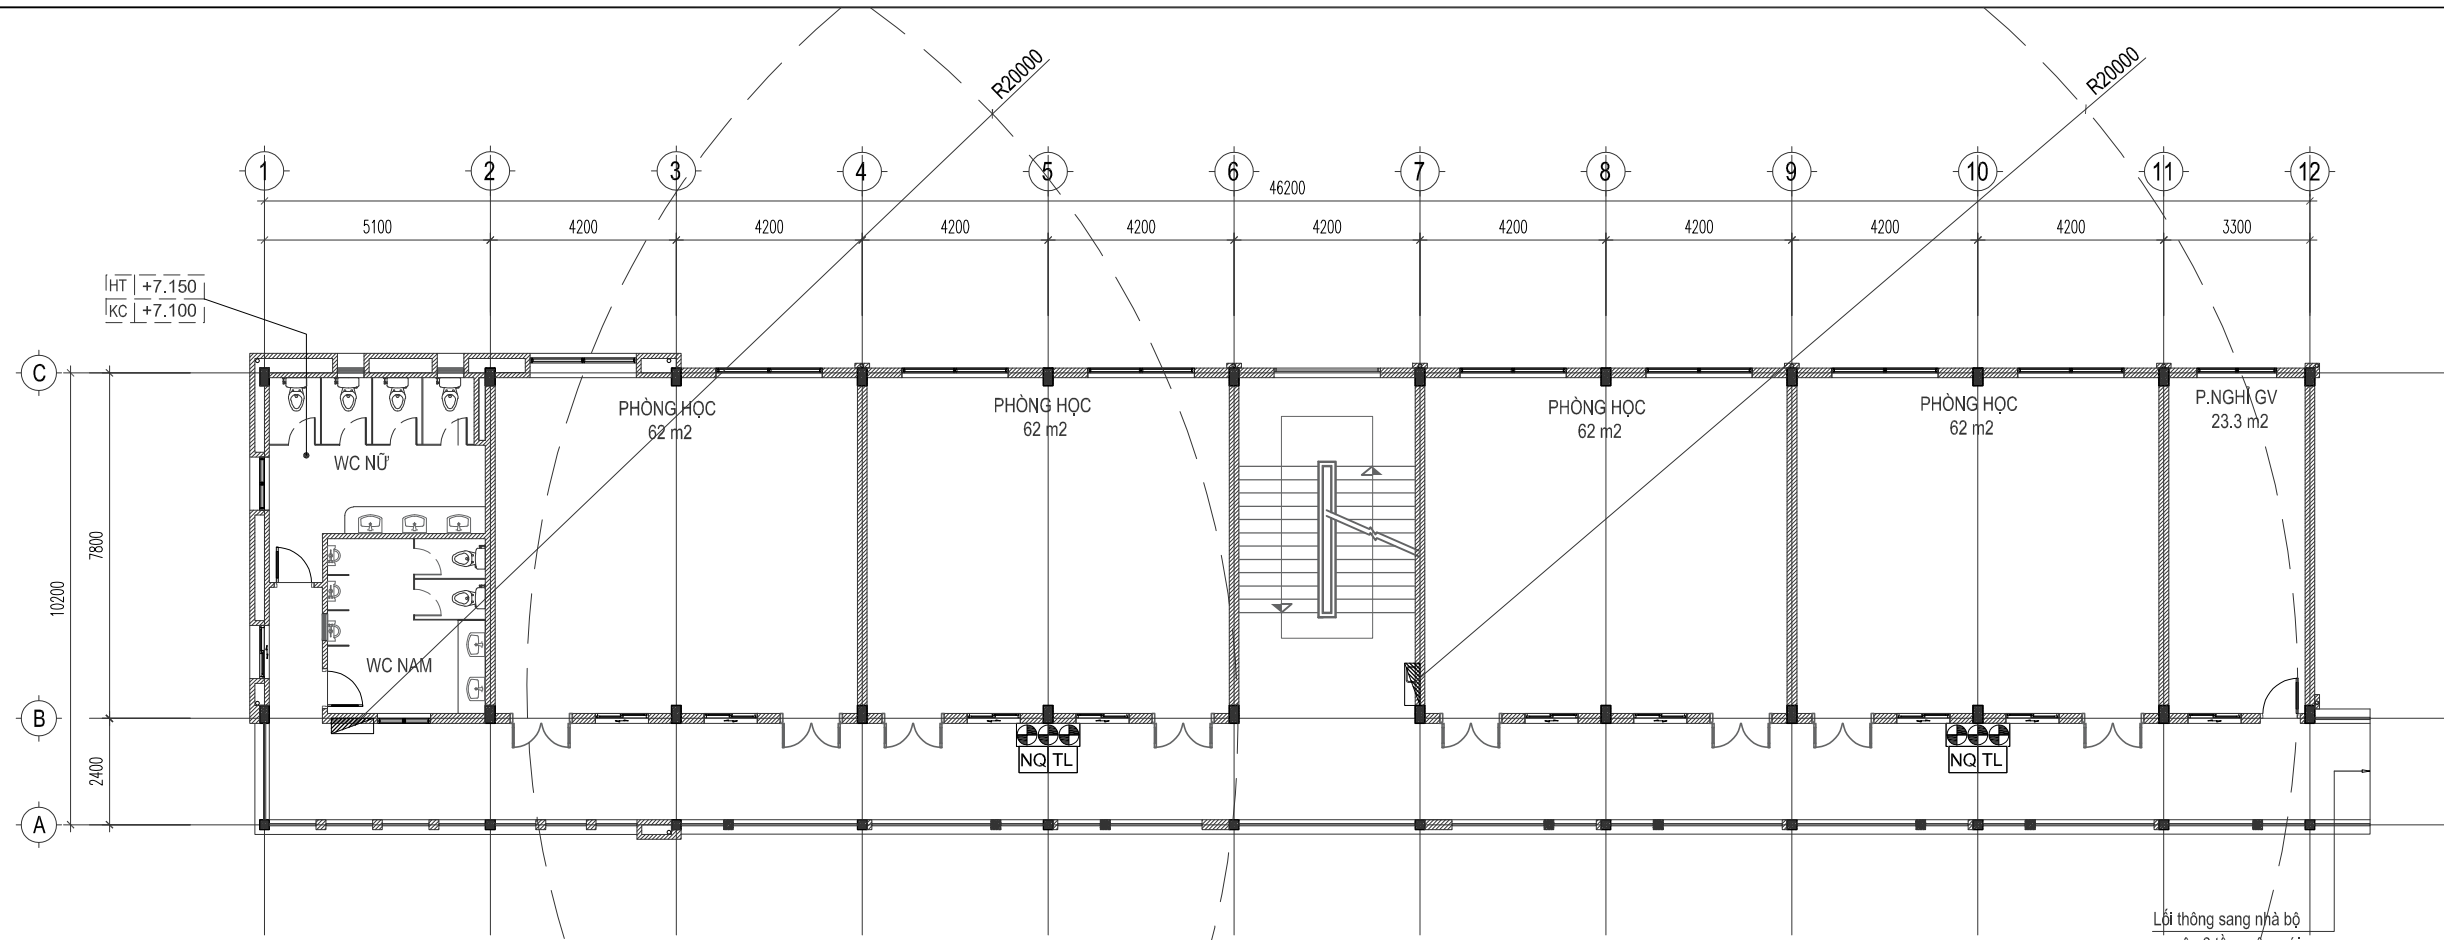 R20000
R20000
1
2
3
4
5
6
7
8
9
10
11
12
46200
5100
4200
4200
4200
4200
4200
4200
4200
4200
4200
3300
HT +7.150
KC +7.100
C
PHÒNG HỌC
62 m2
PHÒNG HỌC
62 m2
PHÒNG HỌC
62 m2
PHÒNG HỌC
62 m2
P.NGHỈ GV
23.3 m2
WC NỮ
7800
10200
WC NAM
B
2400
NQ TL
NQ TL
A
Lối thông sang nhà bộ